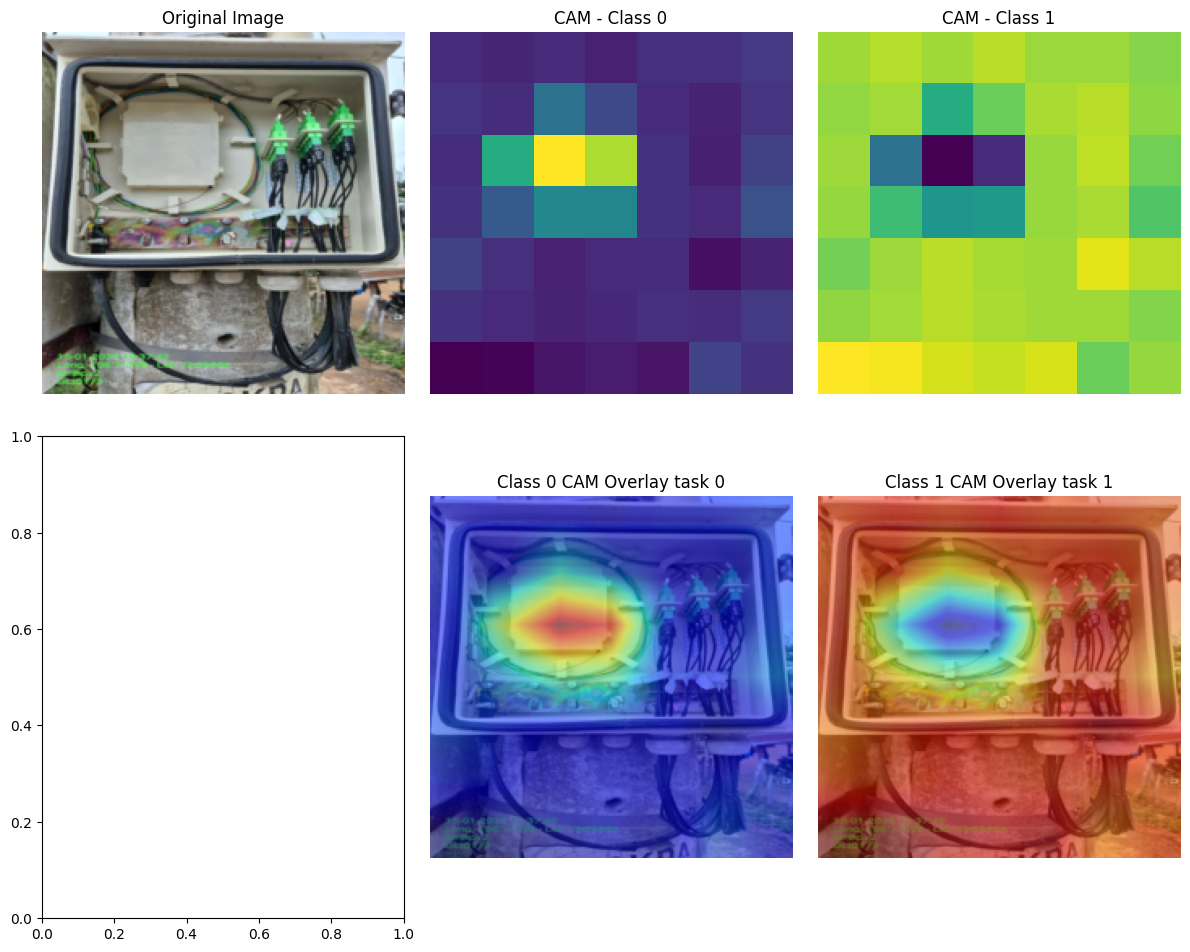 Original Image
CAM - Class 0
CAM - Class 1
1.0
0.8
0.6
0.4
0.2
0.0
0.0 0.2 0.4 0.6 0.8 1.0
Class 0 CAM Overlay task 0
Class 1 CAM Overlay task 1